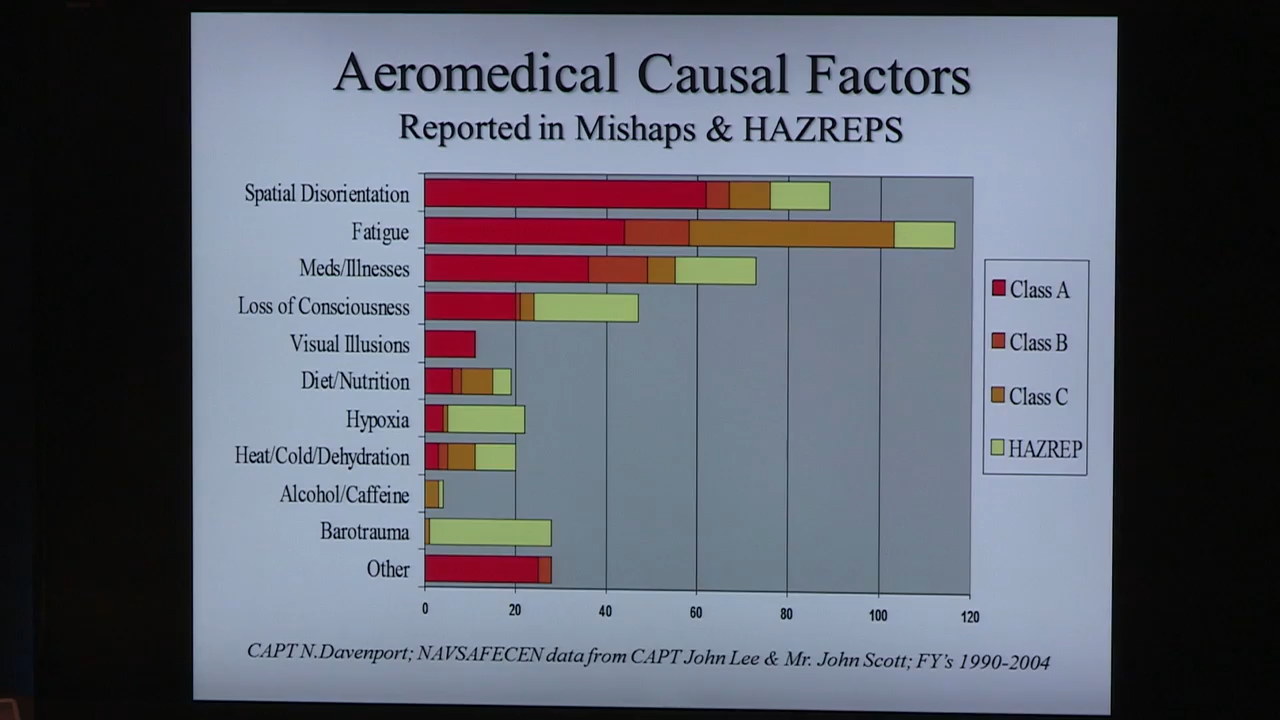 Aeromedical Causal Factors
Reported in Mishaps & HAZREPS
Spatial Disorientation
Fatigue
Meds/Illnesses
Loss of Consciousness
Visual Illusions
Diet/Nutrition
Hypoxia
Heat/Cold/Dehydration
Alcohol/Caffeine
Barotrauma
Other
0 20 40 60 80 100 120
Class A
Class B
Class C
HAZREP
CAPT N.Davenport; NAVSAFECEN data from CAPT John Lee & Mr. John Scott; FY's 1990-2004